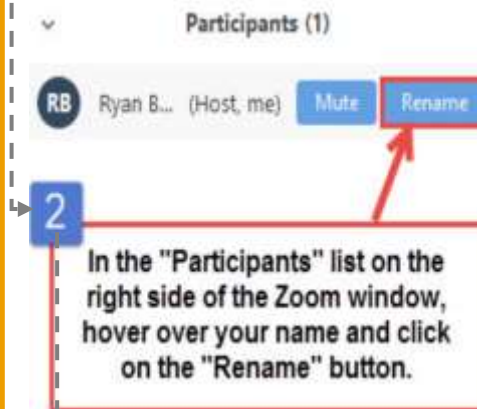 Participants (1)
RB Ryan B... (Host, me) Mute Rename
2
In the "Participants" list on the
right side of the Zoom window,
hover over your name and click
on the "Rename" button.